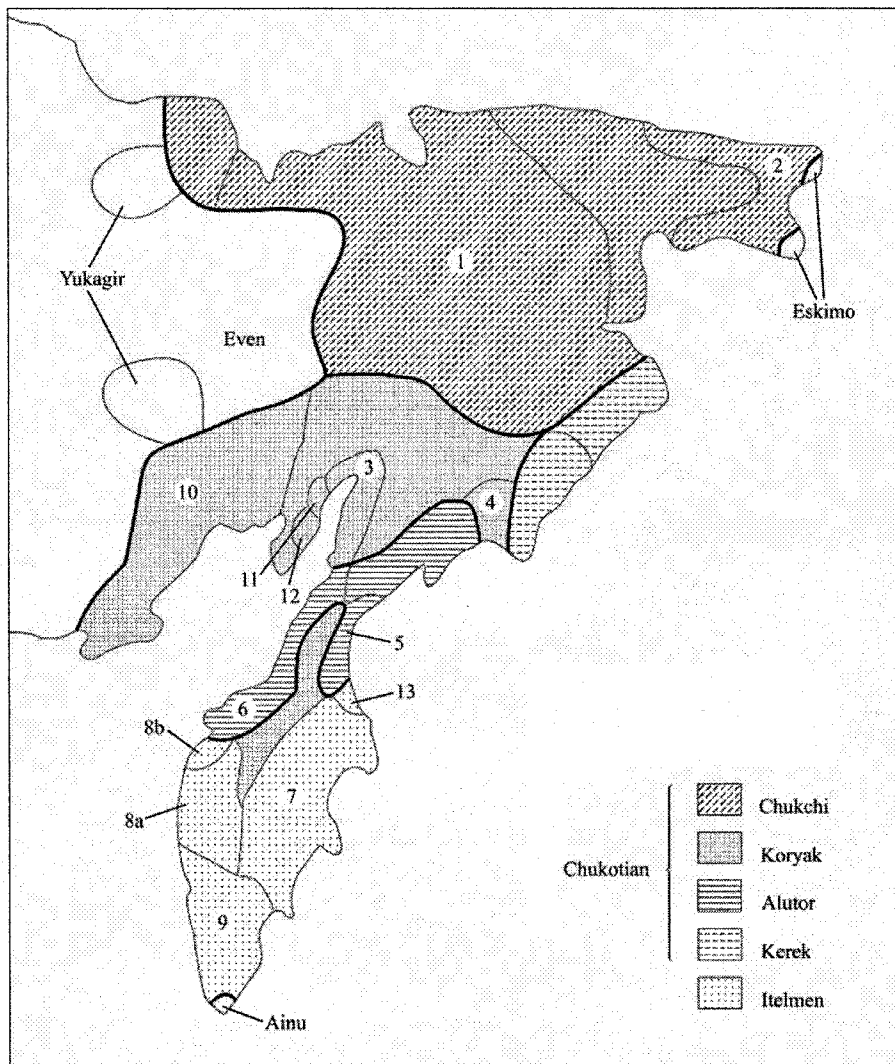 2
1
Yukagir
Even
Eskimo
3
10
4
11
12
5
13
6
8b
7
8a
Chukchi
Koryak
Chukotian
Alutor
9
Kerek
Itelmen
Ainu